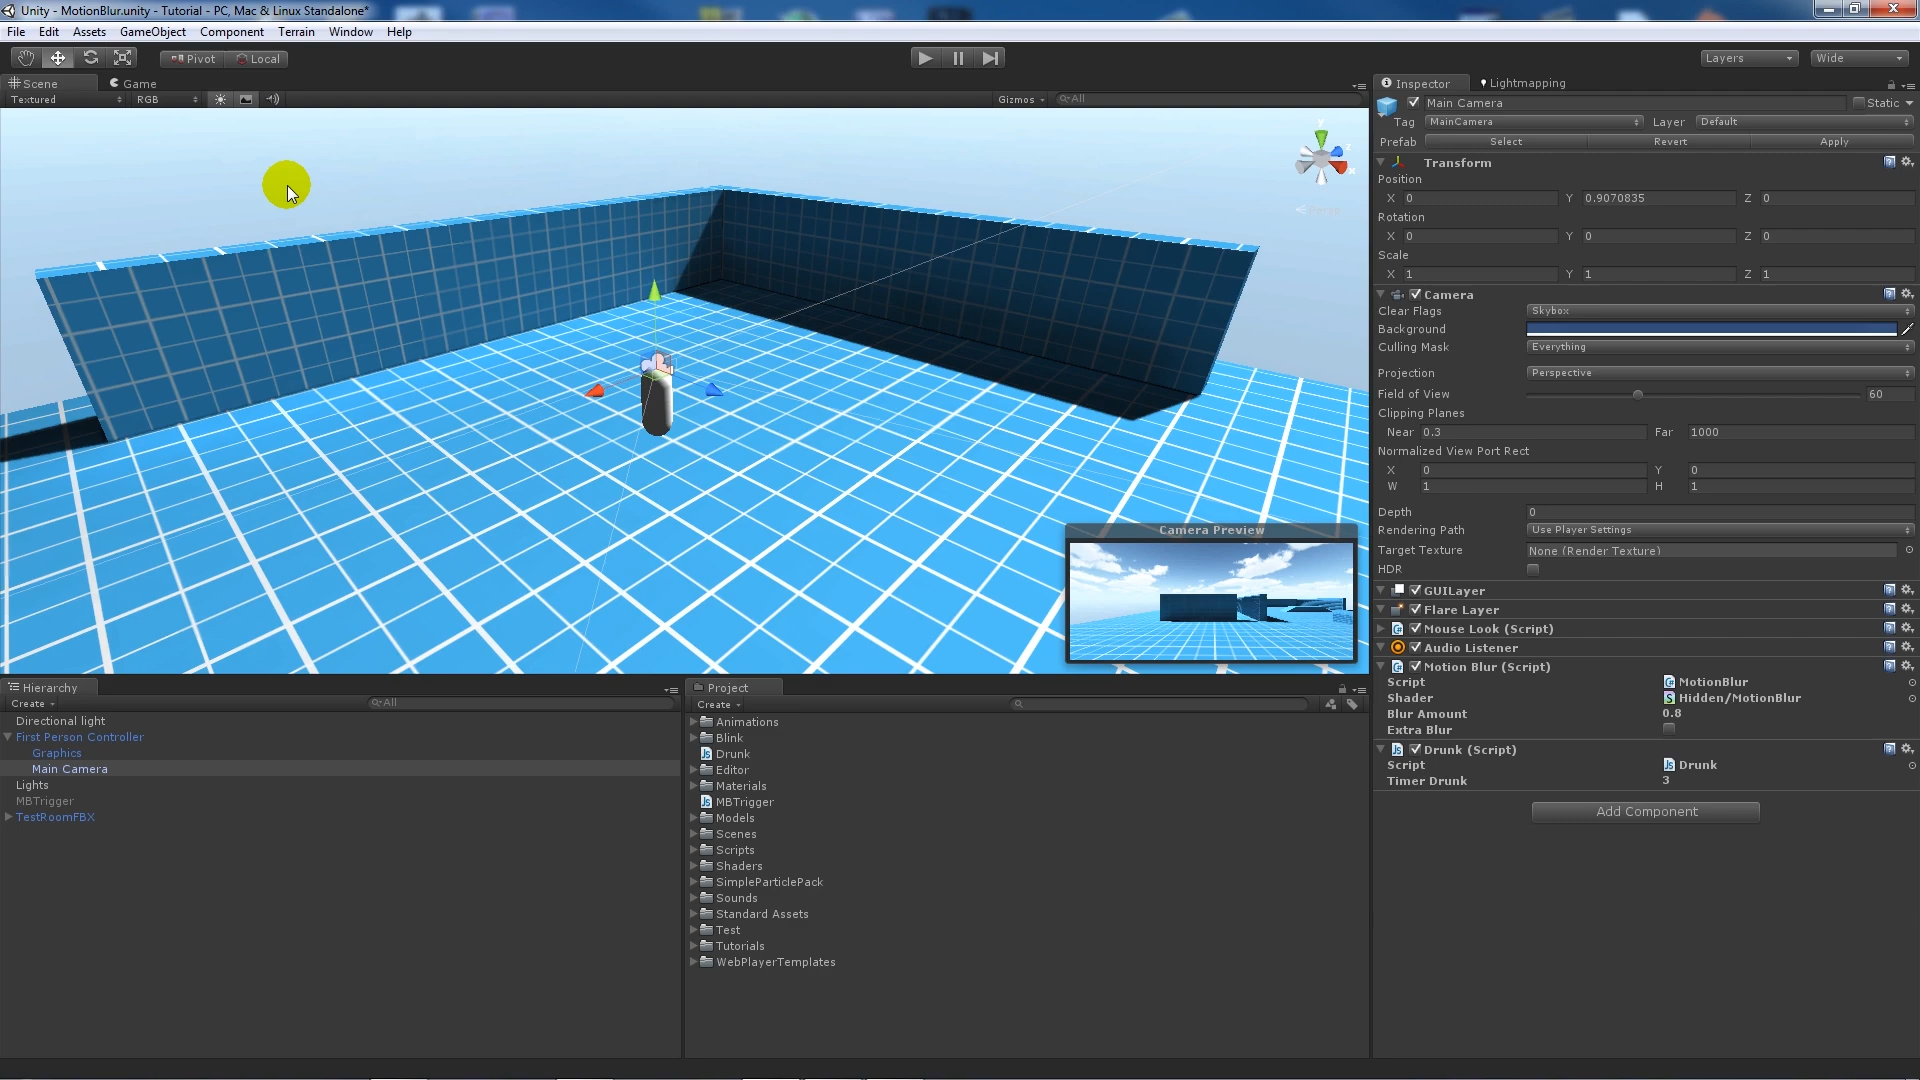 Unity - MotionBlur.unity - Tutorial - PC, Mac & Linux Standalone*
File Edit Assets GameObject Component Terrain Window Help
Pivot Local Layers Wide
Scene Game
Textured RGB Gizmos All
y
z
x
Camera Preview
Hierarchy
Create All
Directional light
First Person Controller
Graphics
Main Camera
Lights
MBTrigger
TestRoomFBX
Project
Create
Animations
Blink
Drunk
Editor
Materials
MBTrigger
Models
Scenes
Scripts
Shaders
SimpleParticlePack
Sounds
Standard Assets
Test
Tutorials
WebPlayerTemplates
Inspector Lightmapping
Main Camera Static
Tag MainCamera Layer Default
Prefab Select Revert Apply
Transform
Position
X 0 Y 0.9070835 Z 0
Rotation
X 0 Y 0 Z 0
Scale
X 1 Y 1 Z 1
Camera
Clear Flags Skybox
Background
Culling Mask Everything
Projection Perspective
Field of View 60
Clipping Planes
Near 0.3 Far 1000
Normalized View Port Rect
X 0 Y 0
W 1 H 1
Depth 0
Rendering Path Use Player Settings
Target Texture None (Render Texture)
HDR
GUILayer
Flare Layer
Mouse Look (Script)
Audio Listener
Motion Blur (Script)
Script MotionBlur
Shader Hidden/MotionBlur
Blur Amount 0.8
Extra Blur
Drunk (Script)
Script Drunk
Timer Drunk 3
Add Component